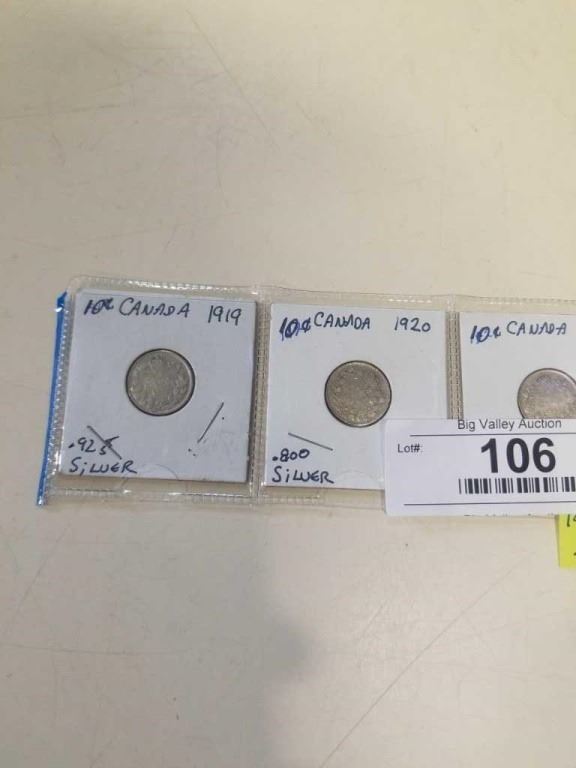 10¢ CANADA 1919
.925
SILVER
10¢ CANADA 1920
.800
SILVER
10¢ CANADA
Big Valley Auction
Lot#:
106